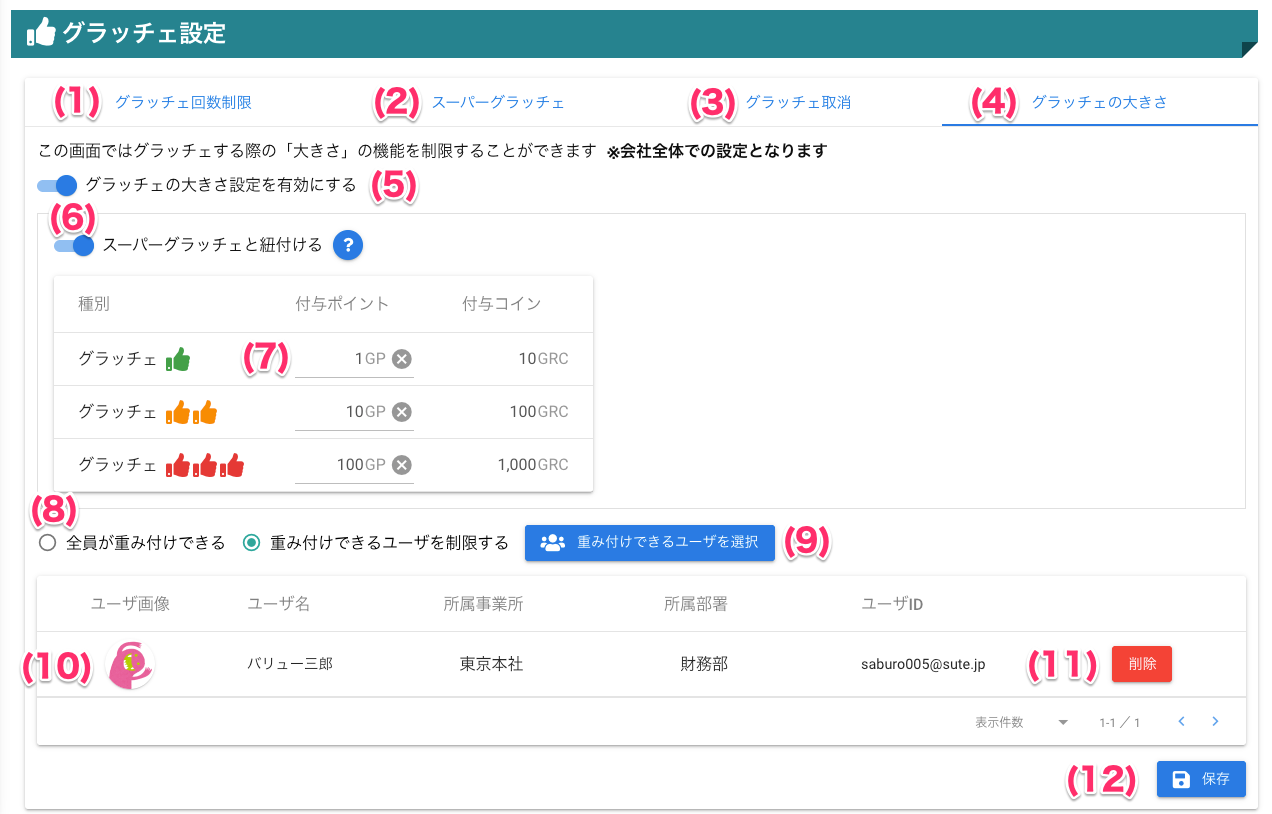 グラッチェ設定
(1) グラッチェ回数制限 (2) スーパーグラッチェ (3) グラッチェ取消 (4) グラッチェの大きさ
この画面ではグラッチェする際の「大きさ」の機能を制限することができます ※会社全体での設定となります
グラッチェの大きさ設定を有効にする (5)
(6)
スーパーグラッチェと紐付ける ?
種別 付与ポイント 付与コイン
グラッチェ (7) 1GP 10GRC
グラッチェ 10GP 100GRC
グラッチェ 100GP 1,000GRC
(8)
全員が重み付けできる 重み付けできるユーザを制限する 重み付けできるユーザを選択 (9)
ユーザ画像 ユーザ名 所属事業所 所属部署 ユーザID
(10) バリュー三郎 東京本社 財務部 saburo005@sute.jp (11) 削除
表示件数 1-1 / 1
(12) 保存